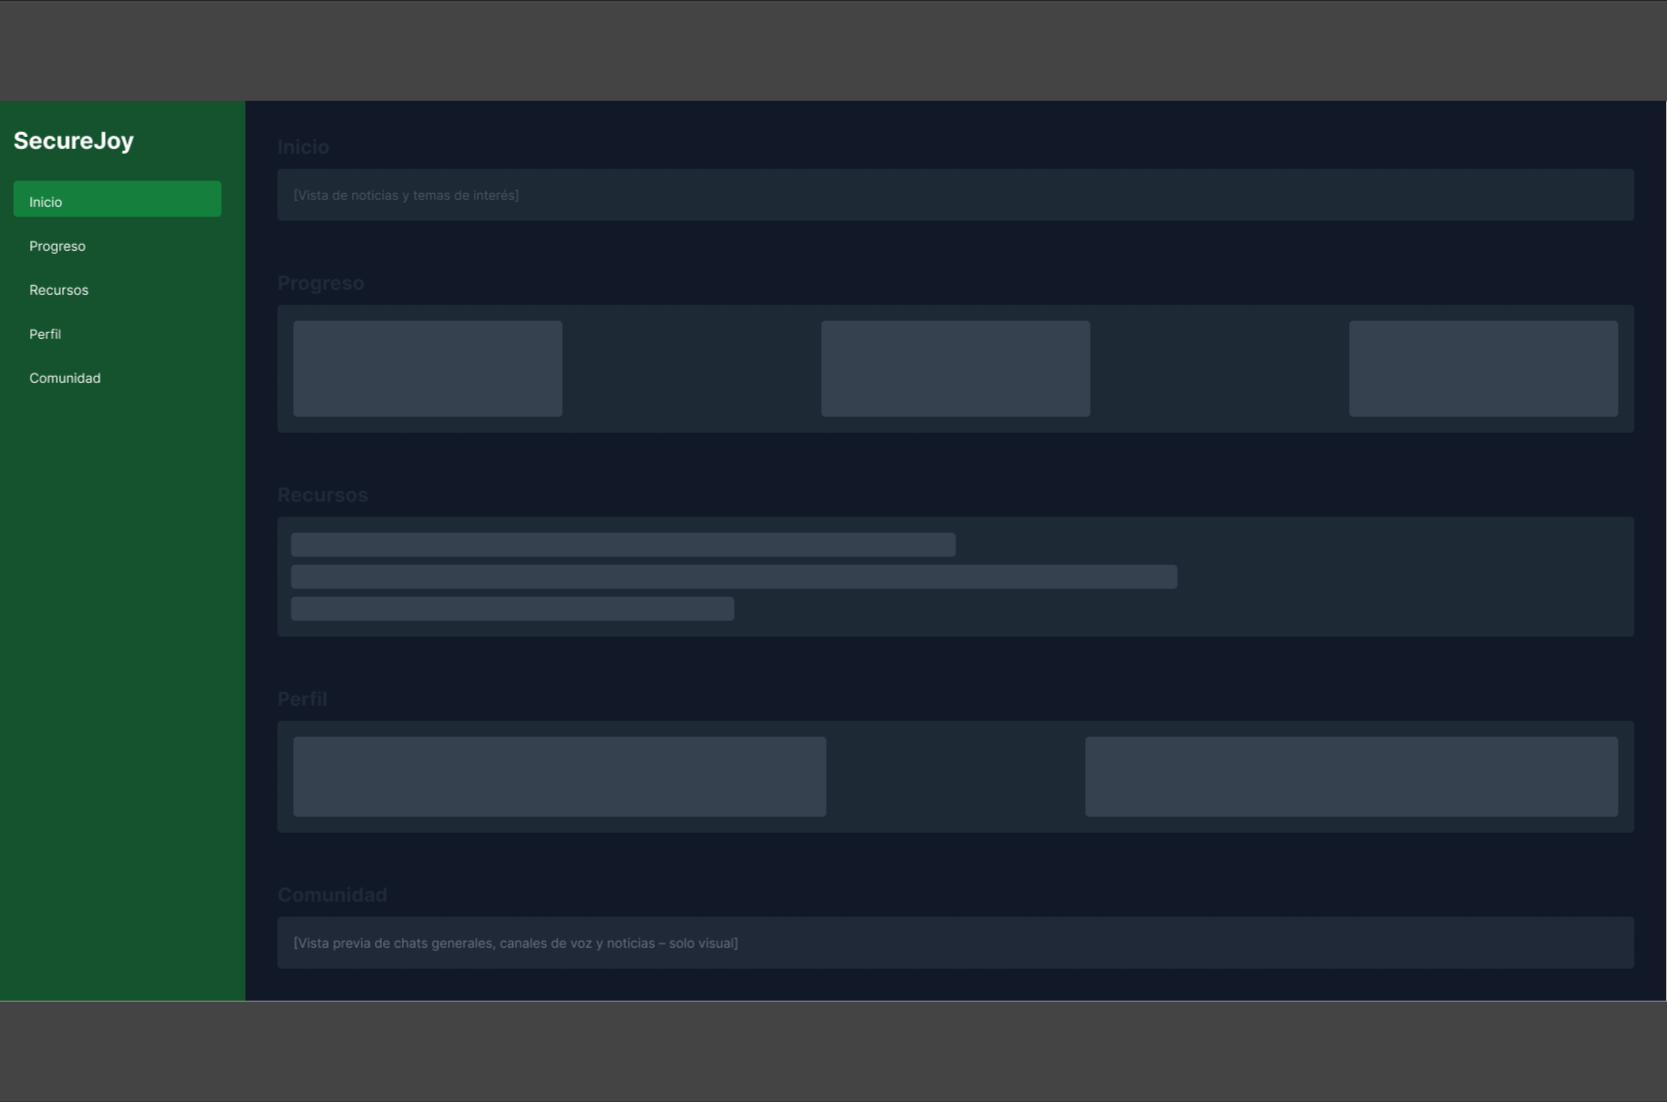 SecureJoy
Inicio
Progreso
Recursos
Perfil
Comunidad
Inicio
[Vista de noticias y temas de interés]
Progreso
Recursos
Perfil
Comunidad
[Vista previa de chats generales, canales de voz y noticias – solo visual]